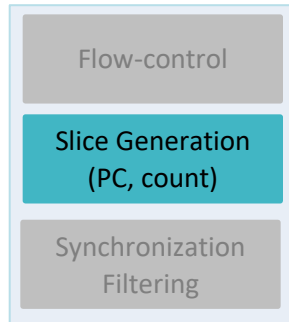 Flow-control
Slice Generation
(PC, count)
Synchronization
Filtering